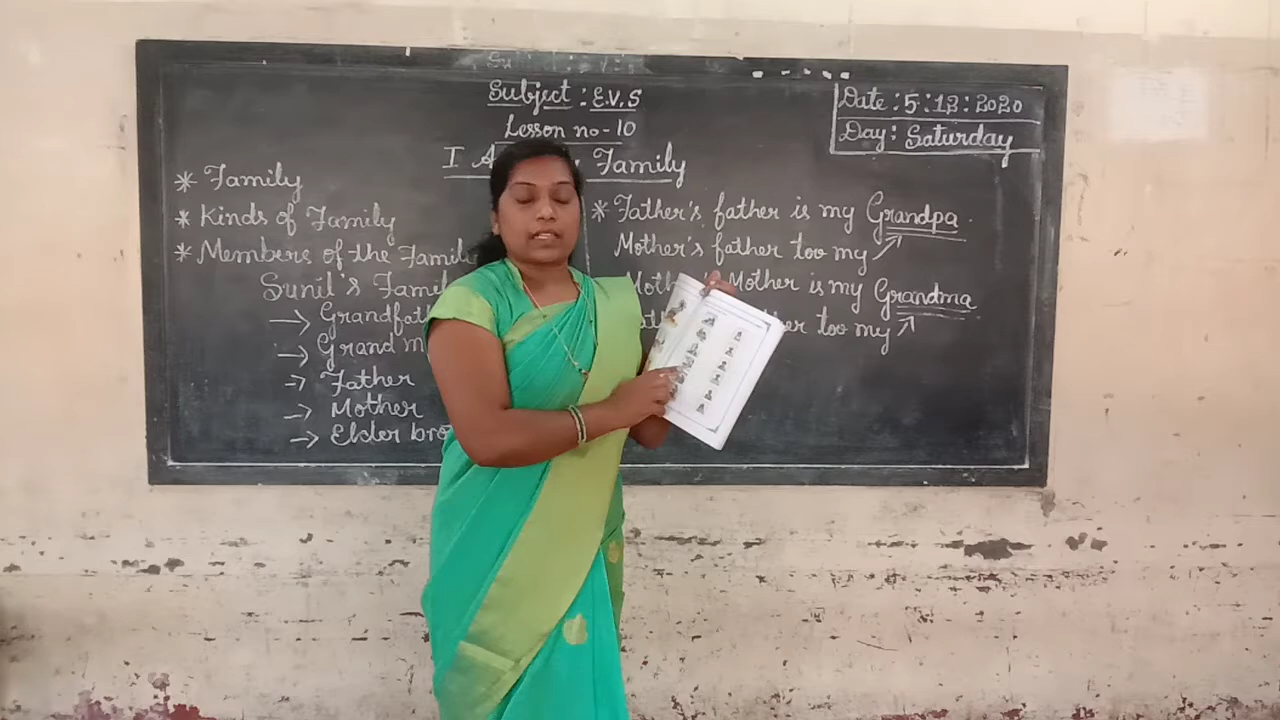 Subject : E.V.S
Lesson no - 10
I Family
Date : 5 : 12 : 2020
Day : Saturday
* Family
* Kinds of Family
* Members of the Family
Sunil's
→ 
→ Grand
→ Father
→ Mother
→ Elder
* Father's father is my Grandpa.
Mother's father too my ↗
Mother is my Grandma
too my ↗